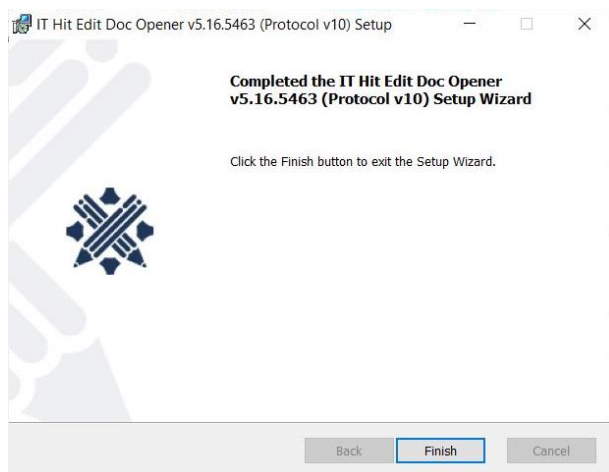 IT Hit Edit Doc Opener v5.16.5463 (Protocol v10) Setup
Completed the IT Hit Edit Doc Opener
v5.16.5463 (Protocol v10) Setup Wizard
Click the Finish button to exit the Setup Wizard.
Back Finish Cancel